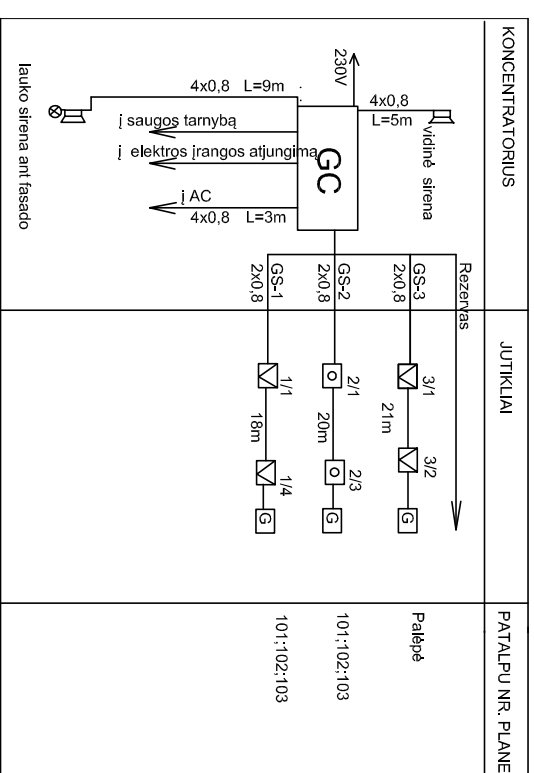 KONCENTRATORIUS
JUTIKLIAI
PATALPU NR. PLANE
230V
4x0,8
L=5m
vidinė sirena
4x0,8 L=9m
lauko sirena ant fasado
į saugos tarnybą
į elektros įrangos atjungimą
į AC
4x0,8 L=3m
GC
Rezervas
GS-3
2x0,8
3/1
21m
3/2
G
Palėpė
GS-2
2x0,8
2/1
20m
2/3
G
101;102;103
GS-1
2x0,8
1/1
18m
1/4
G
101;102;103